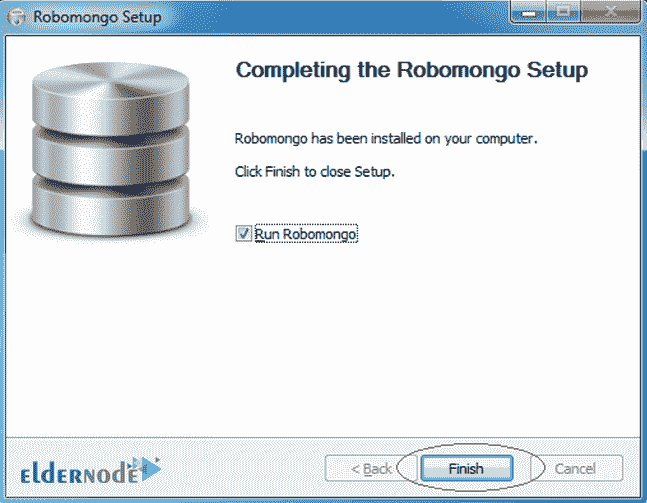 Robomongo Setup
Completing the Robomongo Setup
Robomongo has been installed on your computer.
Click Finish to close Setup.
Run Robomongo
eldernode
< Back
Finish
Cancel